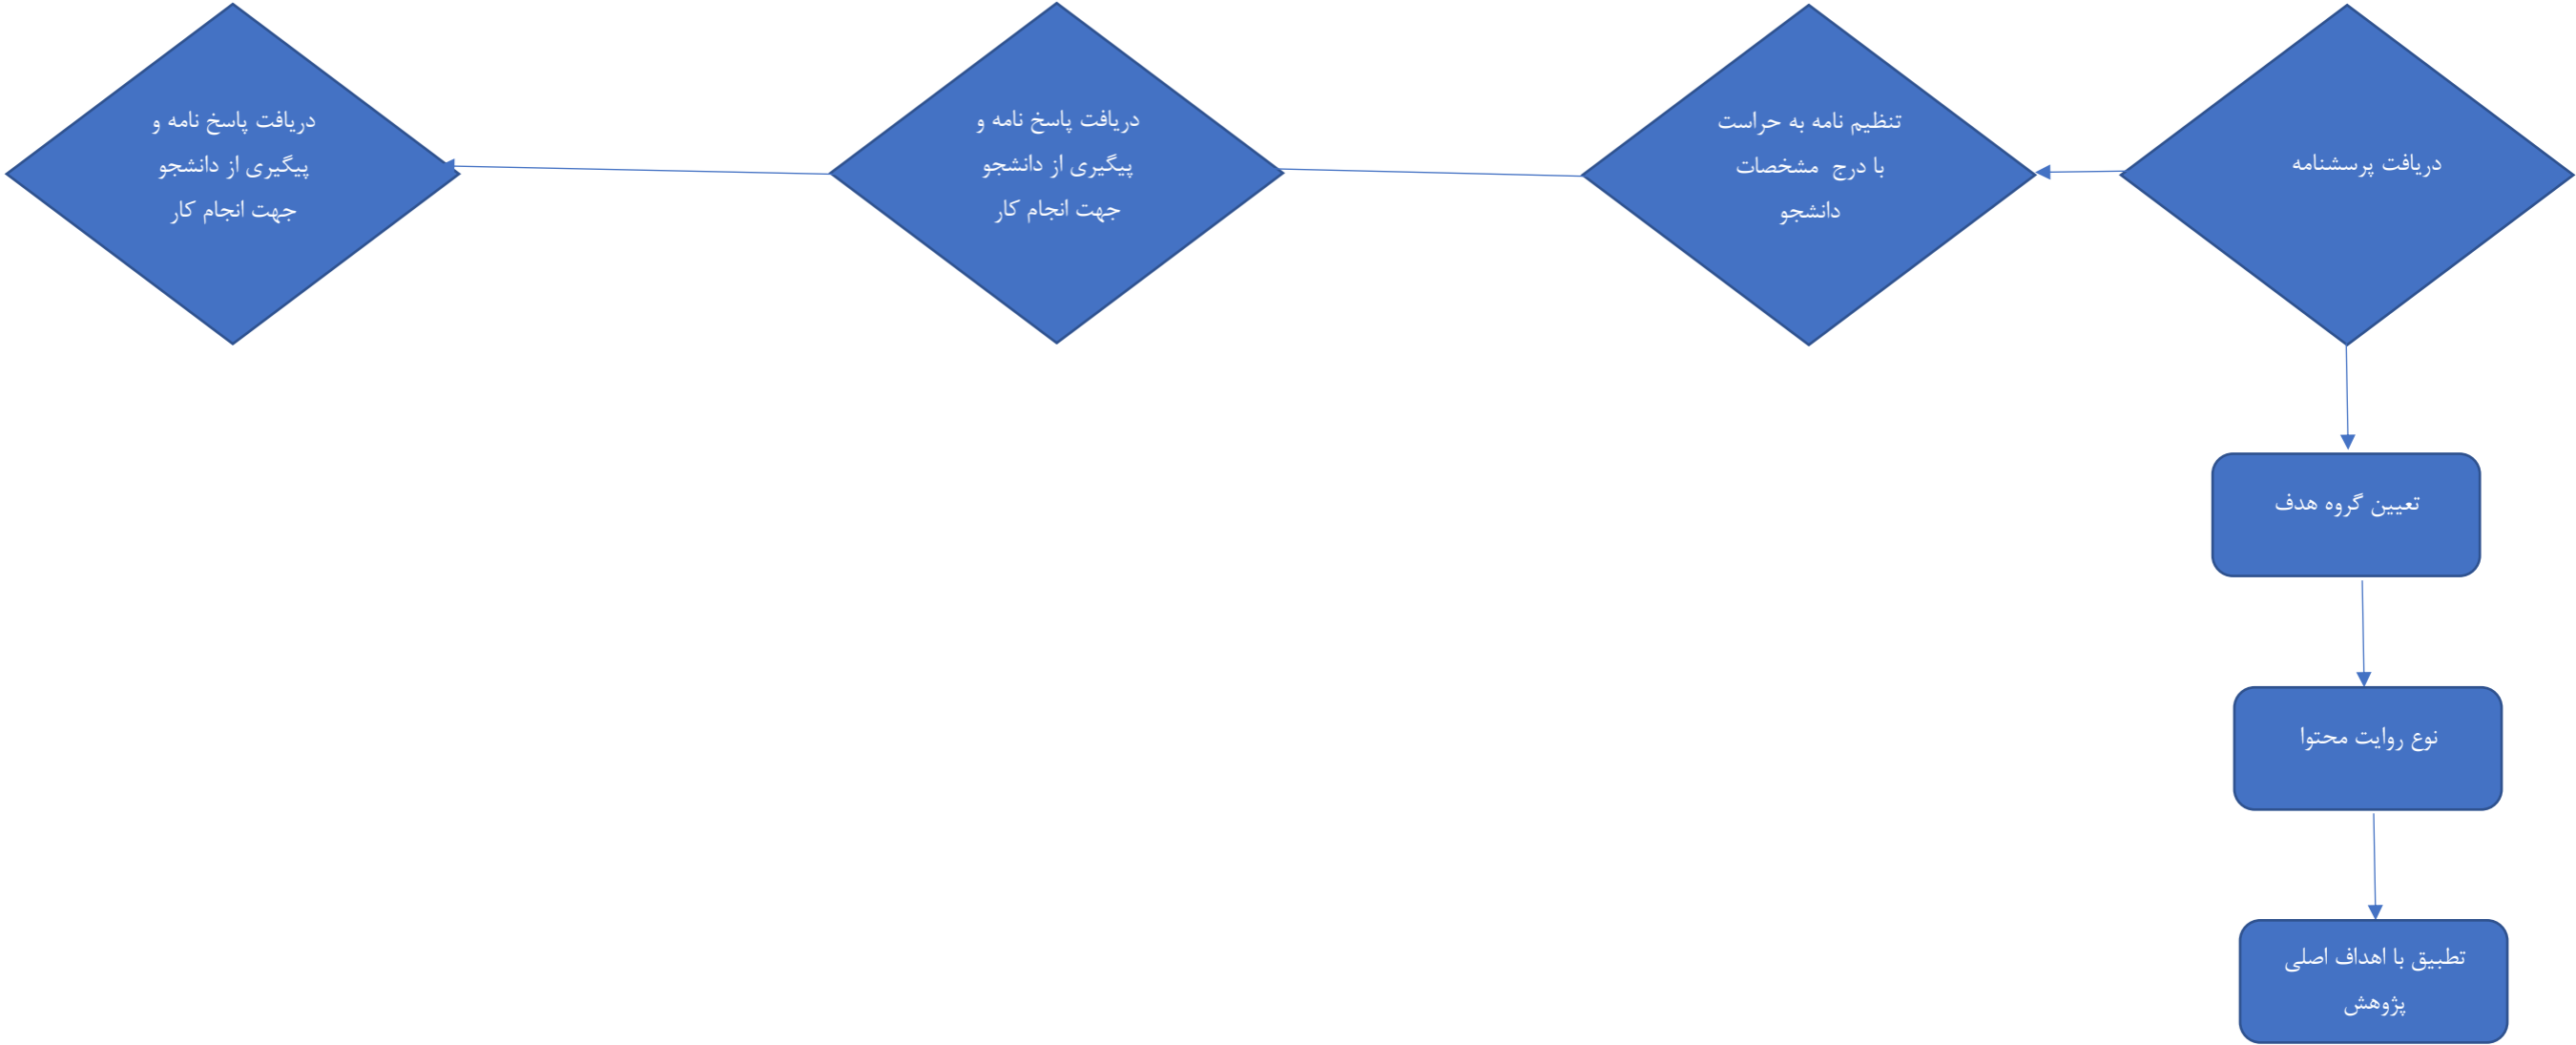 دریافت پرسشنامه
تنظیم نامه به حراست
با درج مشخصات
دانشجو
دریافت پاسخ نامه و
پیگیری از دانشجو
جهت انجام کار
دریافت پاسخ نامه و
پیگیری از دانشجو
جهت انجام کار
تعیین گروه هدف
نوع روایت محتوا
تطبیق با اهداف اصلی
پژوهش